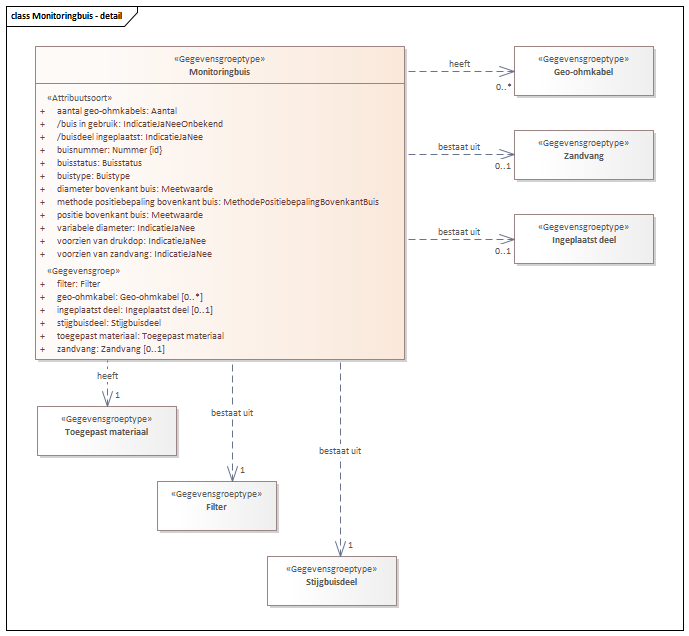 class Monitoringbuis - detail
«Gegevensgroeptype»
Monitoringbuis
«Attribuutsoort»
+ aantal geo-ohmkabels: Aantal
+ /buis in gebruik: IndicatieJaNeeOnbekend
+ /buisdeel ingeplaatst: IndicatieJaNee
+ buisnummer: Nummer {id}
+ buisstatus: Buisstatus
+ buistype: Buistype
+ diameter bovenkant buis: Meetwaarde
+ methode positiebepaling bovenkant buis: MethodePositiebepalingBovenkantBuis
+ positie bovenkant buis: Meetwaarde
+ variabele diameter: IndicatieJaNee
+ voorzien van drukdop: IndicatieJaNee
+ voorzien van zandvang: IndicatieJaNee
«Gegevensgroep»
+ filter: Filter
+ geo-ohmkabel: Geo-ohmkabel [0..*]
+ ingeplaatst deel: Ingeplaatst deel [0..1]
+ stijgbuisdeel: Stijgbuisdeel
+ toegepast materiaal: Toegepast materiaal
+ zandvang: Zandvang [0..1]
heeft
0..*
«Gegevensgroeptype»
Geo-ohmkabel
bestaat uit
0..1
«Gegevensgroeptype»
Zandvang
bestaat uit
0..1
«Gegevensgroeptype»
Ingeplaatst deel
heeft
1
«Gegevensgroeptype»
Toegepast materiaal
bestaat uit
1
«Gegevensgroeptype»
Filter
bestaat uit
1
«Gegevensgroeptype»
Stijgbuisdeel